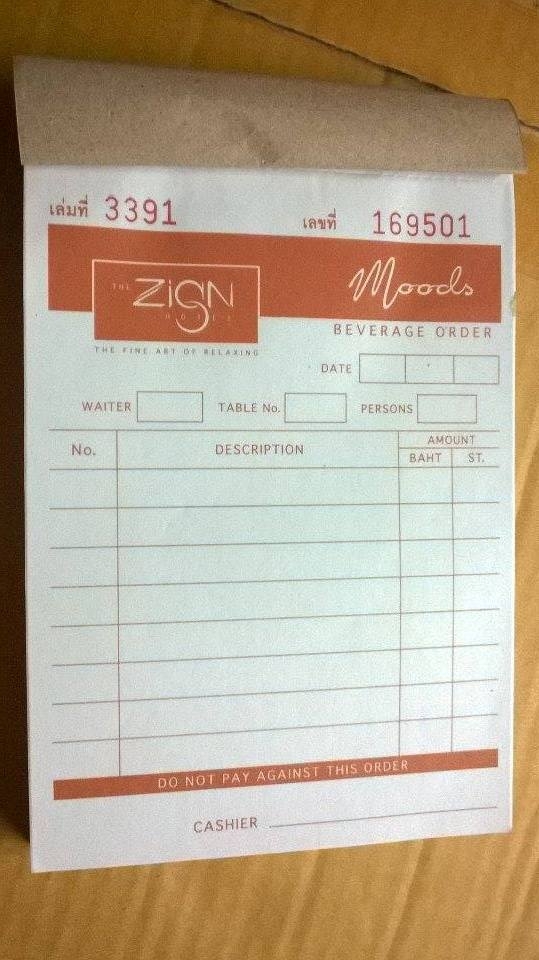 เล่มที่ 3391 เลขที่ 169501
THE ZiGN HOTEL
Moods
THE FINE ART OF RELAXING
BEVERAGE ORDER
DATE
WAITER TABLE No. PERSONS
No. DESCRIPTION AMOUNT
BAHT ST.
DO NOT PAY AGAINST THIS ORDER
CASHIER